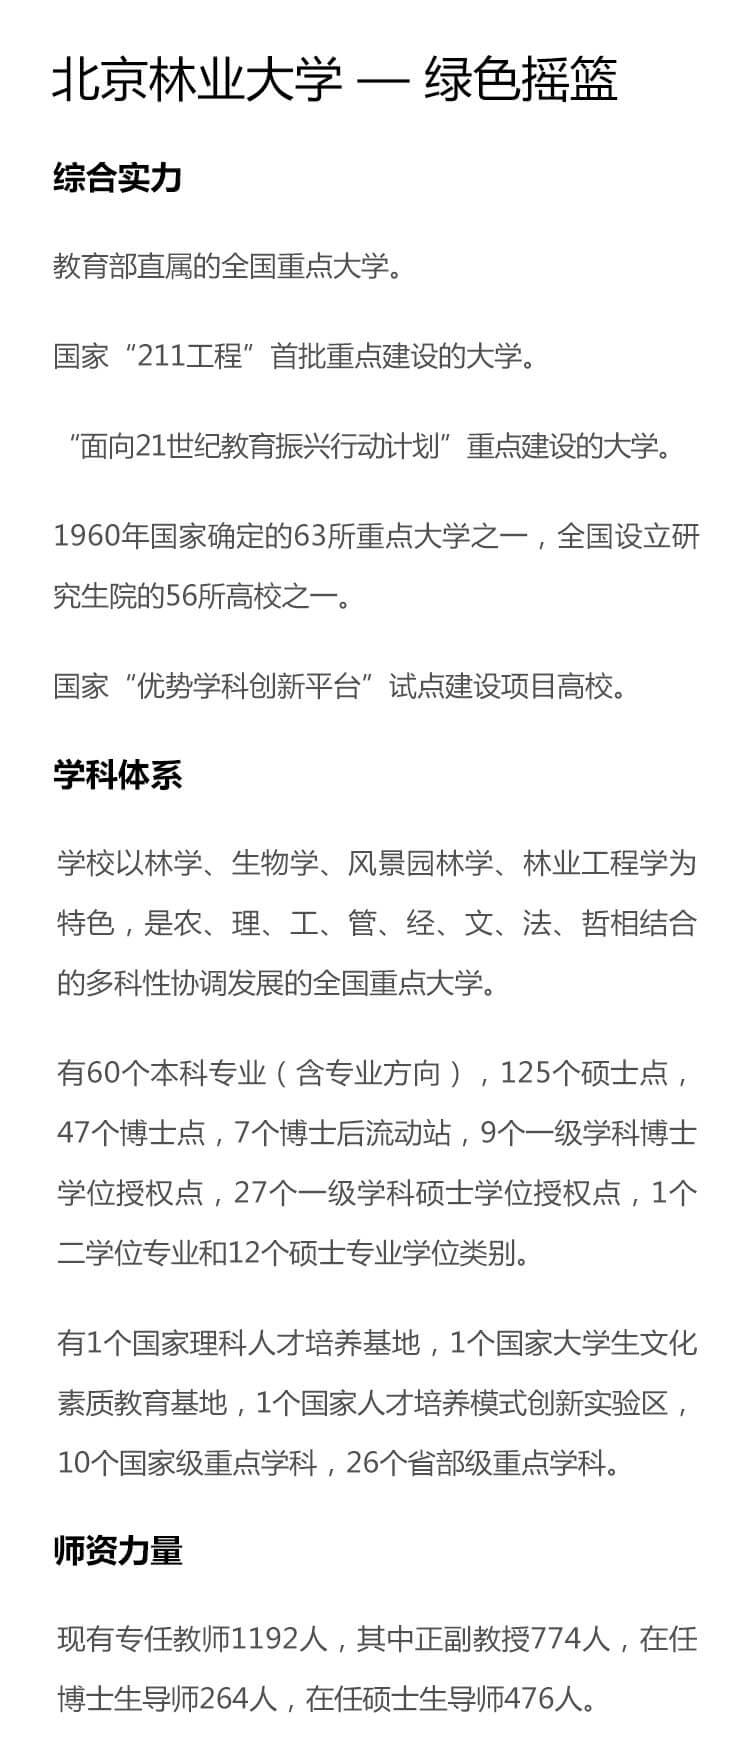 北京林业大学 — 绿色摇篮
综合实力
教育部直属的全国重点大学。
国家“211工程”首批重点建设的大学。
“面向21世纪教育振兴行动计划”重点建设的大学。
1960年国家确定的63所重点大学之一，全国设立研
究生院的56所高校之一。
国家“优势学科创新平台”试点建设项目高校。
学科体系
学校以林学、生物学、风景园林学、林业工程学为
特色，是农、理、工、管、经、文、法、哲相结合
的多科性协调发展的全国重点大学。
有60个本科专业（含专业方向），125个硕士点，
47个博士点，7个博士后流动站，9个一级学科博士
学位授权点，27个一级学科硕士学位授权点，1个
二学位专业和12个硕士专业学位类别。
有1个国家理科人才培养基地，1个国家大学生文化
素质教育基地，1个国家人才培养模式创新实验区，
10个国家级重点学科，26个省部级重点学科。
师资力量
现有专任教师1192人，其中正副教授774人，在任
博士生导师264人，在任硕士生导师476人。